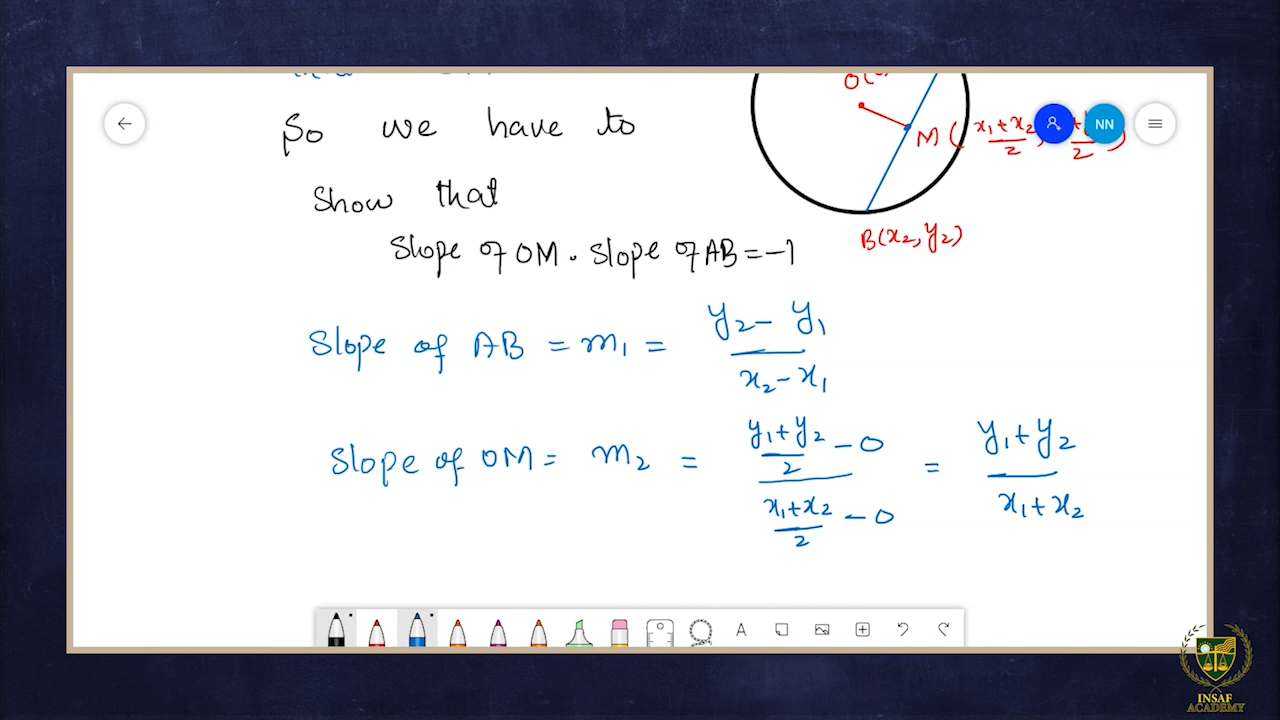 O(
So we have to
M ( x₁+x₂/2 , +/2 )
NN
Show that
B(x₂, y₂)
Slope of OM . Slope of AB = -1
Slope of AB = m₁ = y₂ - y₁ / x₂ - x₁
Slope of OM = m₂ = (y₁+y₂/2 - 0) / (x₁+x₂/2 - 0) = y₁+y₂ / x₁+x₂
A
INSAF
ACADEMY